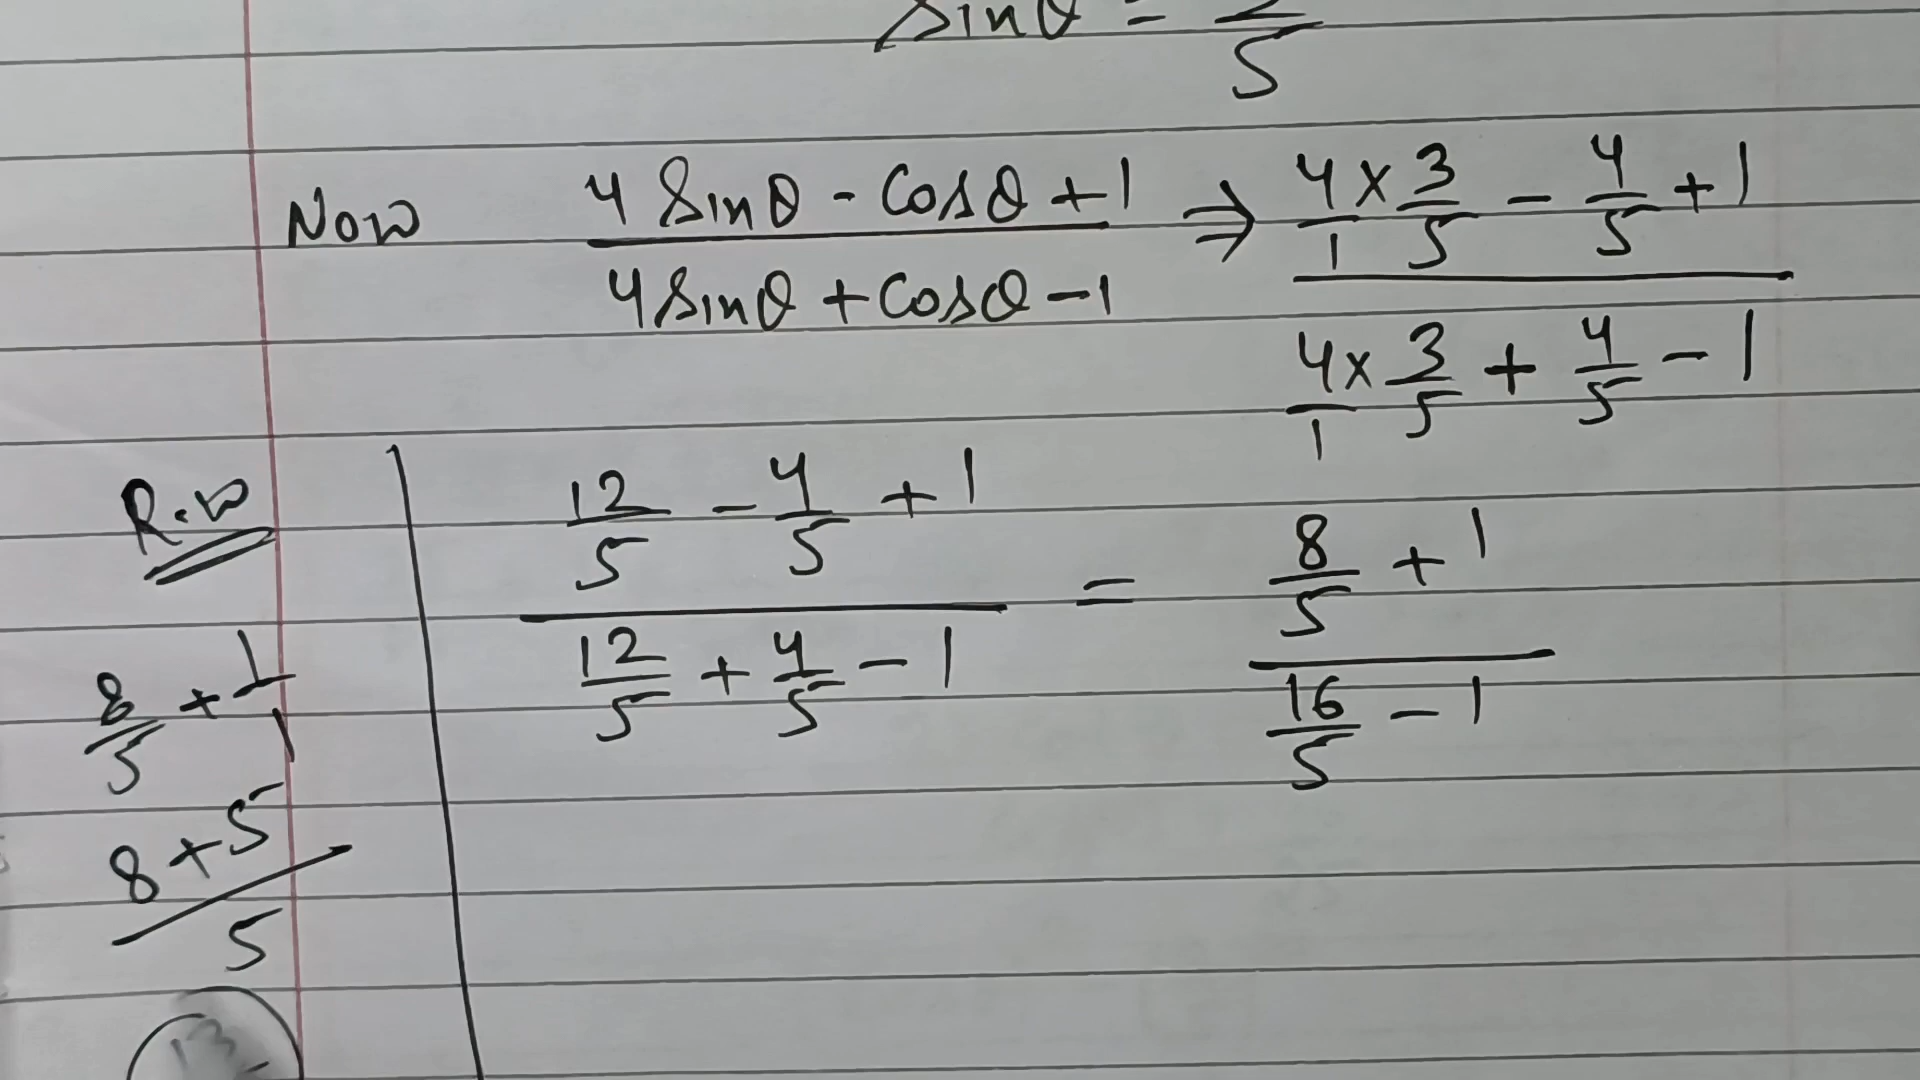 sinθ = /5
Now (4 sinθ - cosθ + 1)/(4 sinθ + cosθ - 1) ⇒ (4/1 × 3/5 - 4/5 + 1)/(4/1 × 3/5 + 4/5 - 1)
R.w
(12/5 - 4/5 + 1)/(12/5 + 4/5 - 1) = (8/5 + 1)/(16/5 - 1)
8/5 + 1/1
(8 + 5)/5
13